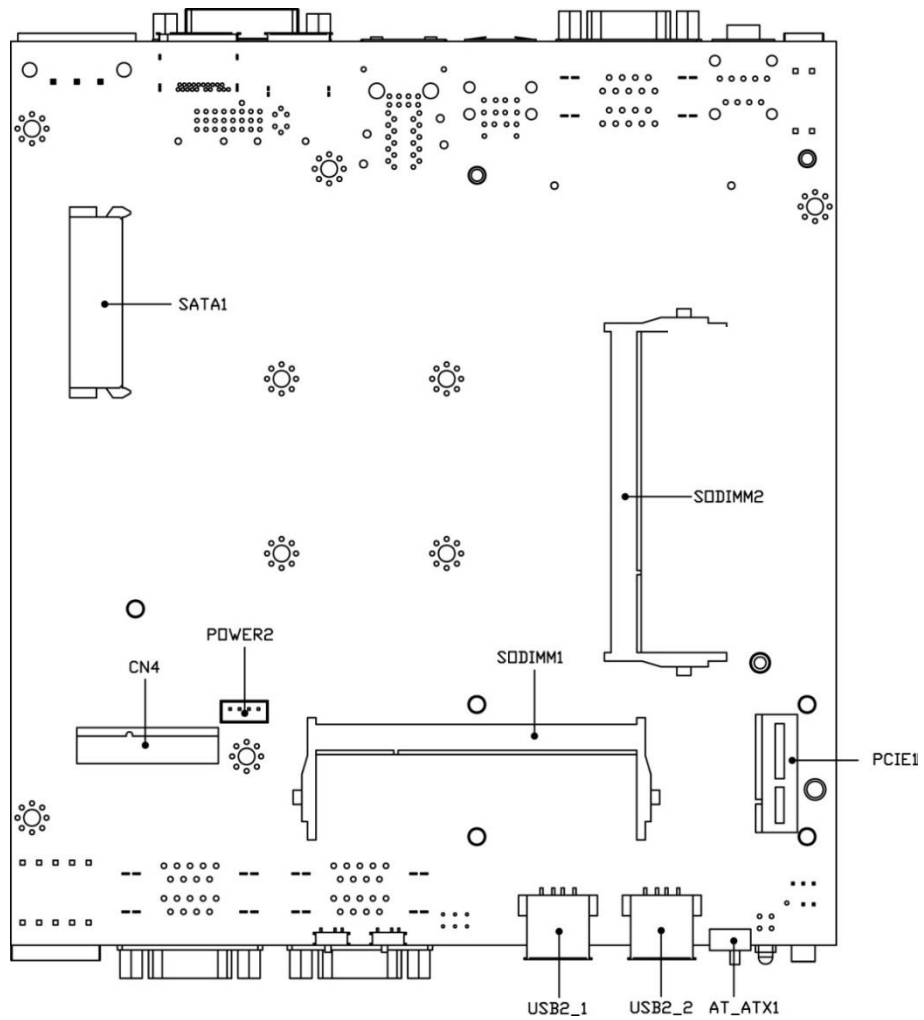 SATA1
SODIMM2
POWER2
SODIMM1
CN4
PCIE1
USB2_1
USB2_2
AT_ATX1